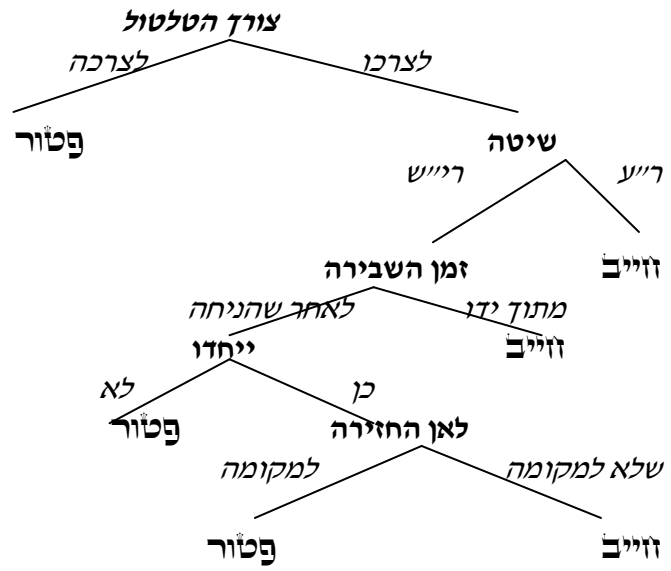 צורך הטלטול
לצרכו לצרכה
פטור
שיטה
ר״ע רי״ש
חייב
זמן השבירה
מתוך ידו לאחר שהניחה
חייב
ייחדו
כן לא
פטור
לאן החזירה
שלא למקומה למקומה
חייב פטור